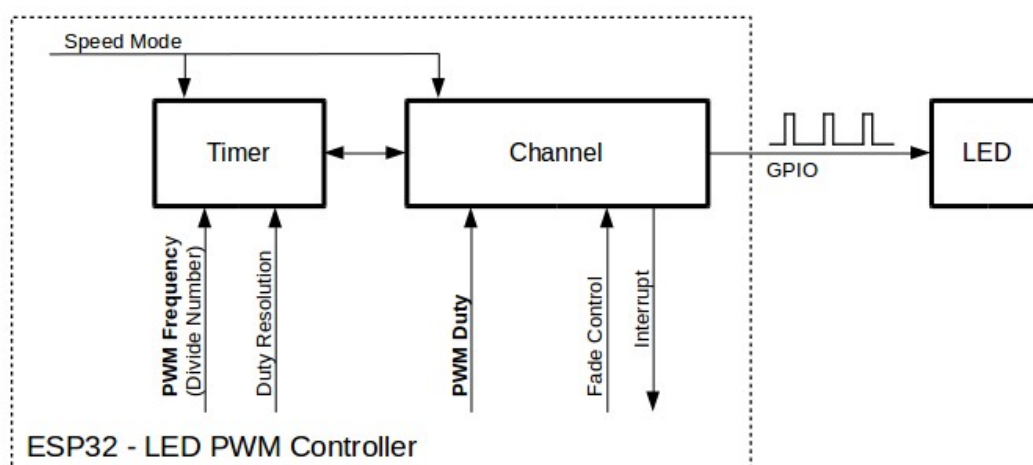 Speed Mode
Timer
Channel
GPIO
LED
PWM Frequency
(Divide Number)
Duty Resolution
PWM Duty
Fade Control
Interrupt
ESP32 - LED PWM Controller